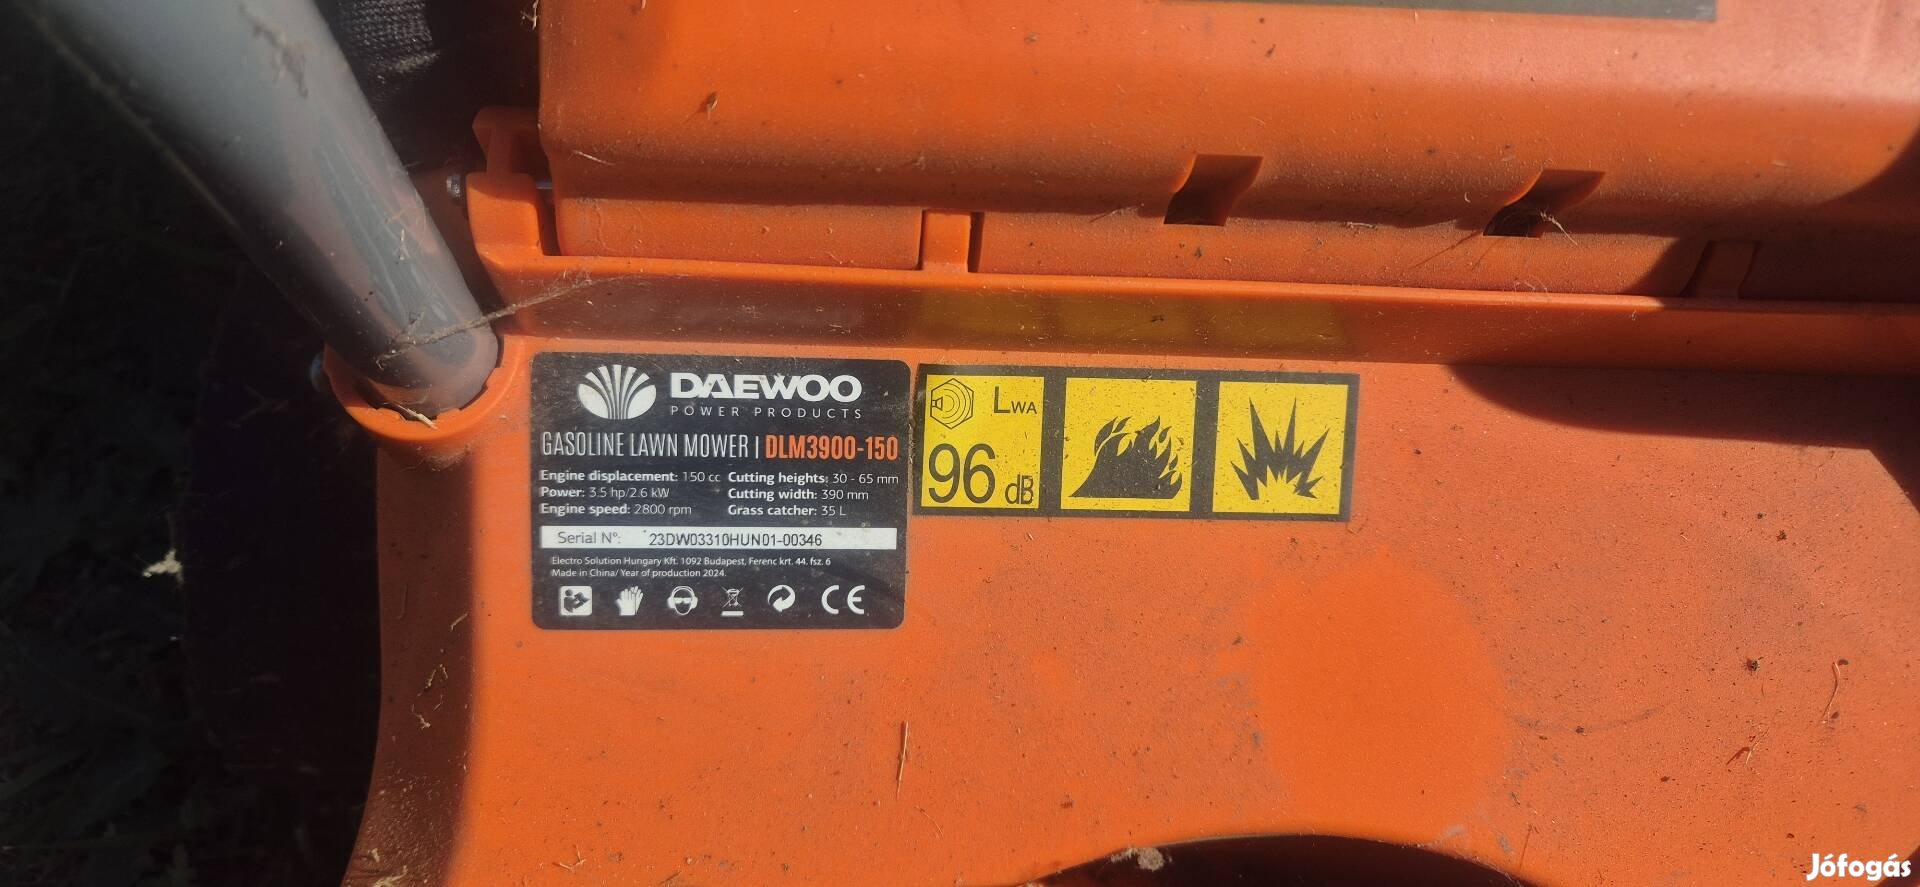 DAEWOO
POWER PRODUCTS
GASOLINE LAWN MOWER | DLM3900-150
Engine displacement: 150 cc Cutting heights: 30 - 65 mm
Power: 3.5 hp/2.6 kW Cutting width: 390 mm
Engine speed: 2800 rpm Grass catcher: 35 L
Serial N°: 23DW03310HUN01-00346
Electro Solution Hungary Kft. 1092 Budapest, Ferenc krt. 44. fsz. 6
Made in China/ Year of production 2024.
CE
LWA
96 dB
Jófogás